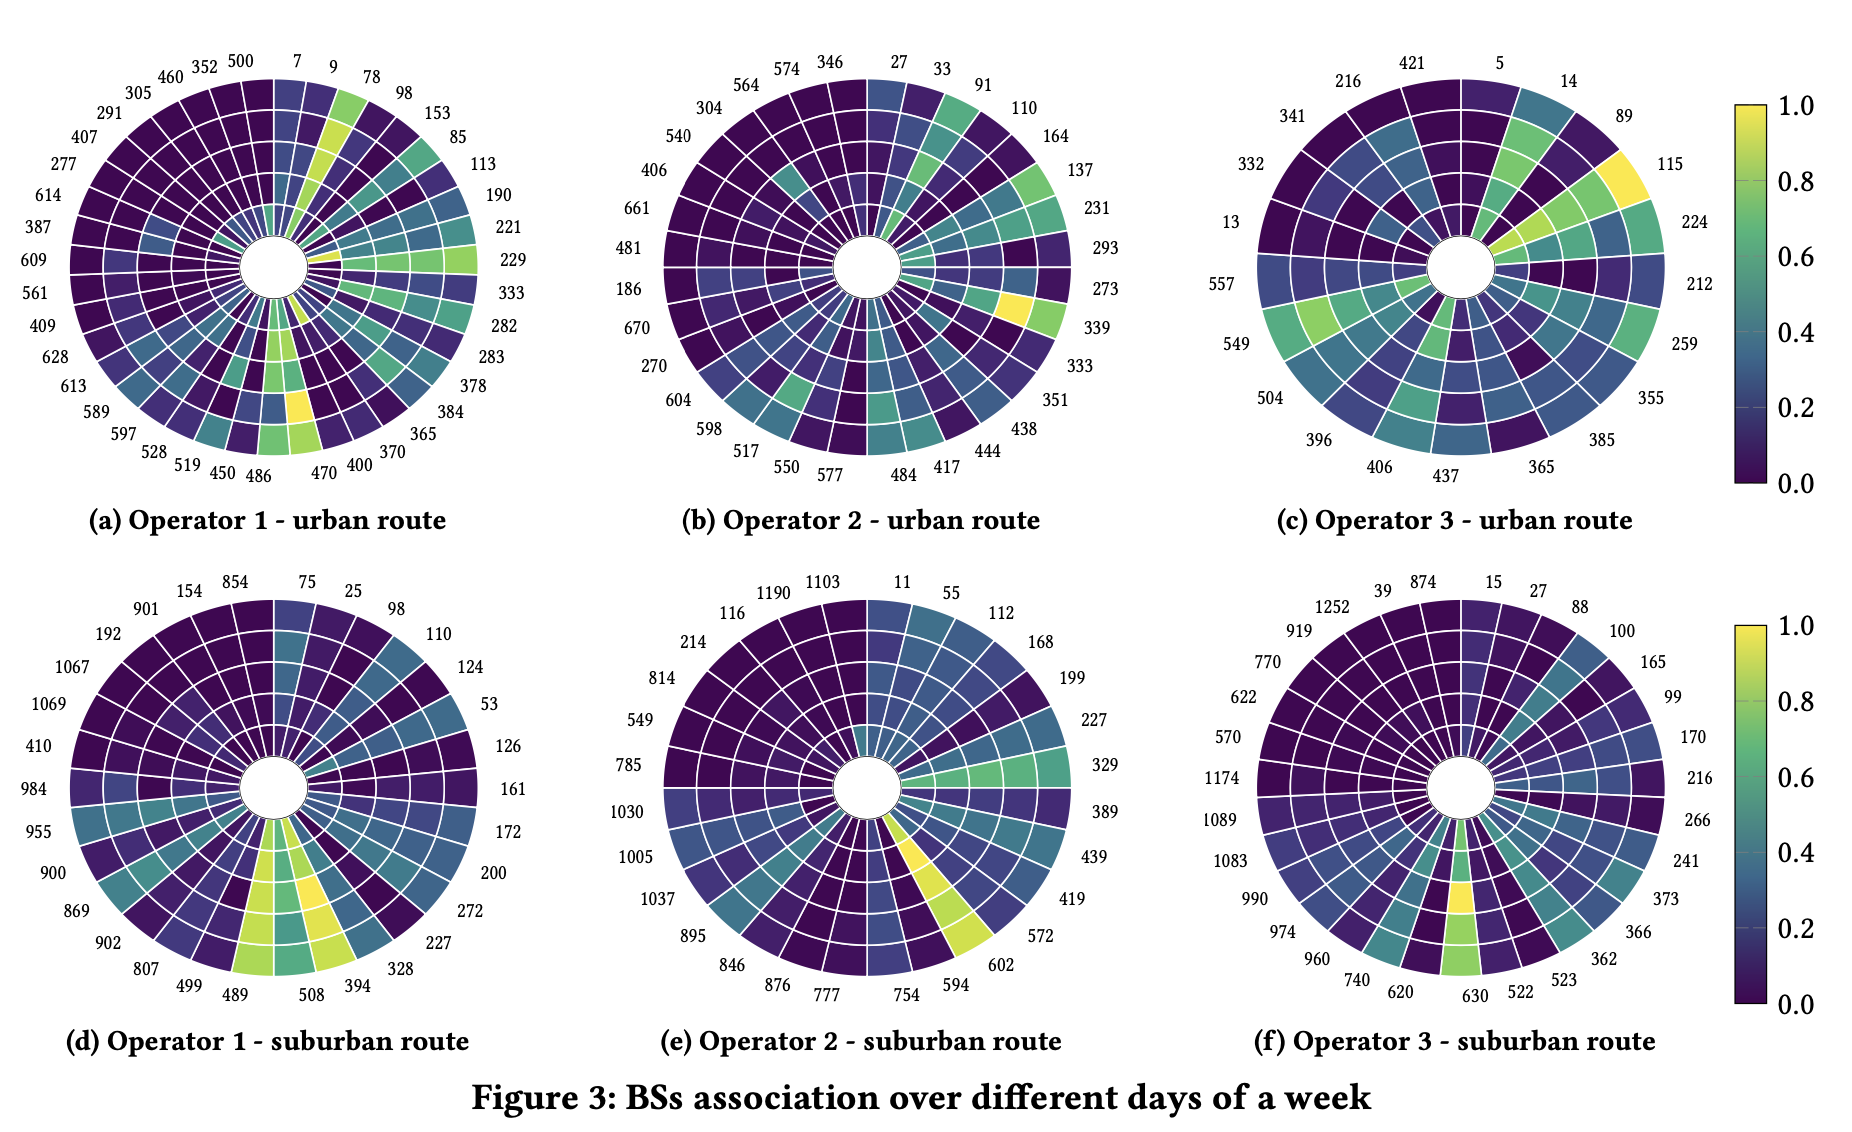 500 7 9 78 98 153 85 113 190 221 229 333 282 283 378 384 365 370 400 470 486 450 519 528 597 589 613 628 409 561 609 387 614 277 407 291 305 460 352
(a) Operator 1 - urban route
346 27 33 91 110 164 137 231 293 273 339 333 351 438 444 417 484 577 550 517 598 604 270 670 186 481 661 406 540 304 564 574
(b) Operator 2 - urban route
421 5 14 89 115 224 212 259 355 385 365 437 406 396 504 549 557 13 332 341 216
(c) Operator 3 - urban route
1.0
0.8
0.6
0.4
0.2
0.0
854 75 25 98 110 124 53 126 161 172 200 272 227 328 394 508 489 499 807 902 869 900 955 984 410 1069 1067 192 901 154
(d) Operator 1 - suburban route
1103 11 55 112 168 199 227 329 389 439 419 572 602 594 754 777 876 846 895 1037 1005 1030 785 549 814 214 116 1190
(e) Operator 2 - suburban route
874 15 27 88 100 165 99 170 216 266 241 373 366 362 523 522 630 620 740 960 974 990 1083 1089 1174 570 622 770 919 1252 39
(f) Operator 3 - suburban route
1.0
0.8
0.6
0.4
0.2
0.0
Figure 3: BSs association over different days of a week